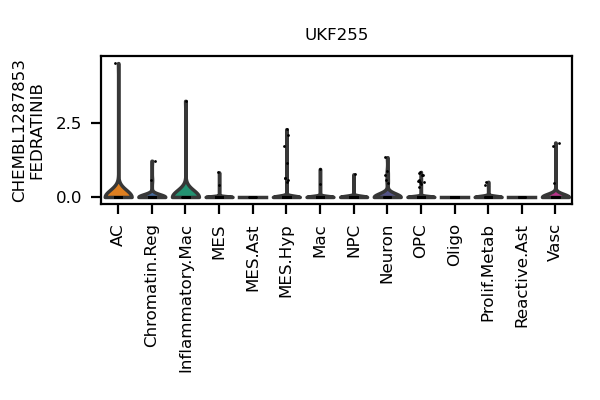 UKF255
CHEMBL1287853
FEDRATINIB
2.5
0.0
AC
Chromatin.Reg
Inflammatory.Mac
MES
MES.Ast
MES.Hyp
Mac
NPC
Neuron
OPC
Oligo
Prolif.Metab
Reactive.Ast
Vasc